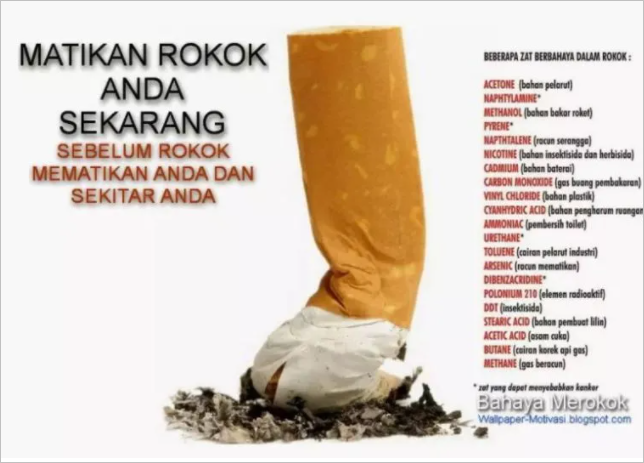 MATIKAN ROKOK
ANDA
SEKARANG
SEBELUM ROKOK
MEMATIKAN ANDA DAN
SEKITAR ANDA
BEBERAPA ZAT BERBAHAYA DALAM ROKOK :
ACETONE (bahan pelarut)
NAPHTYLAMINE*
METHANOL (bahan bakar roket)
PYRENE*
NAPTHTALENE (racun serangga)
NICOTINE (bahan insektisida dan herbisida)
CADMIUM (bahan baterai)
CARBON MONOXIDE (gas buang pembakaran)
VINYL CHLORIDE (bahan plastik)
CYANHYDRIC ACID (bahan pengharum ruangan
AMMONIAC (pembersih toilet)
URETHANE*
TOLUENE (cairan pelarut industri)
ARSENIC (racun mematikan)
DIBENZACRIDINE*
POLONIUM 210 (elemen radioaktif)
DDT (insektisida)
STEARIC ACID (bahan pembuat lilin)
ACETIC ACID (asam cuka)
BUTANE (cairan korek api gas)
METHANE (gas beracun)
* zat yang dapat menyebabkan kanker
Bahaya Merokok
Wallpaper-Motivasi.blogspot.com